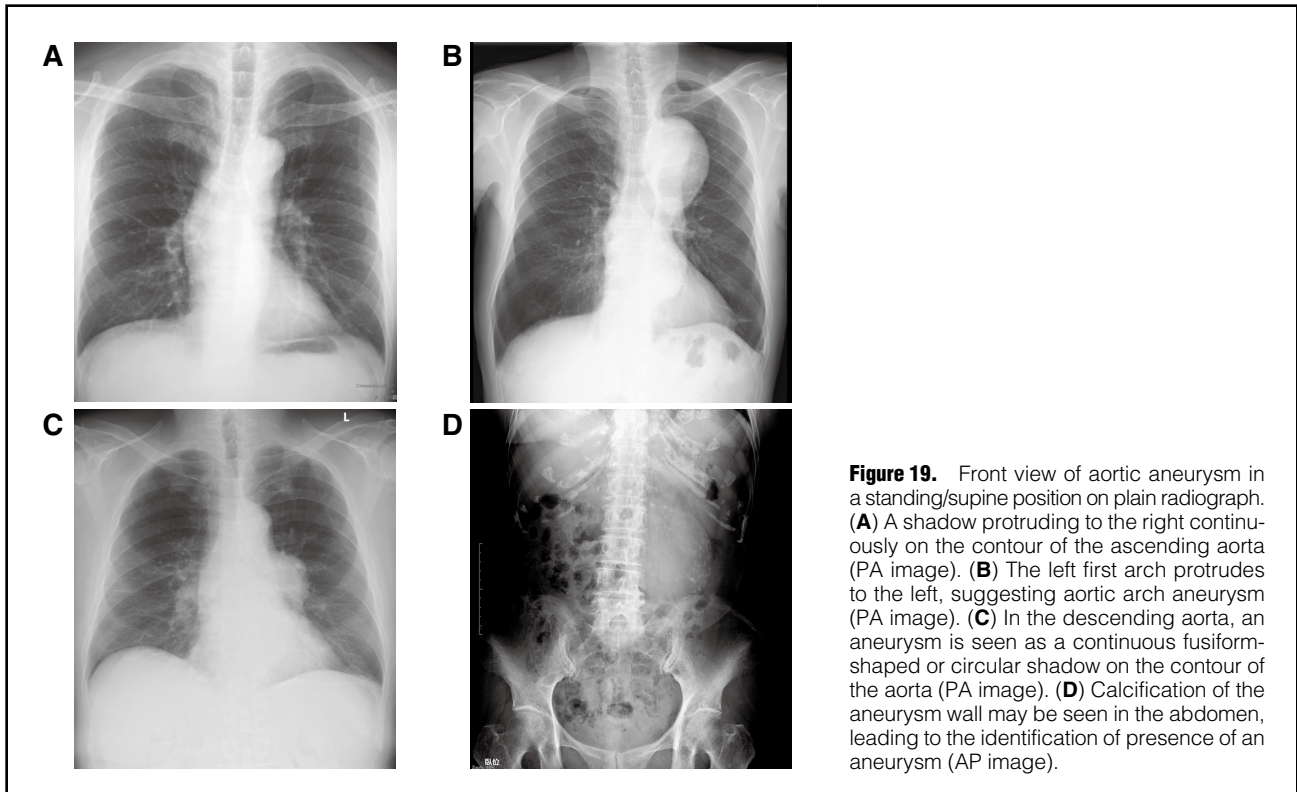 A
B
C
L
D
臥位
Figure 19. Front view of aortic aneurysm in
a standing/supine position on plain radiograph.
(A) A shadow protruding to the right continu-
ously on the contour of the ascending aorta
(PA image). (B) The left first arch protrudes
to the left, suggesting aortic arch aneurysm
(PA image). (C) In the descending aorta, an
aneurysm is seen as a continuous fusiform-
shaped or circular shadow on the contour of
the aorta (PA image). (D) Calcification of the
aneurysm wall may be seen in the abdomen,
leading to the identification of presence of an
aneurysm (AP image).